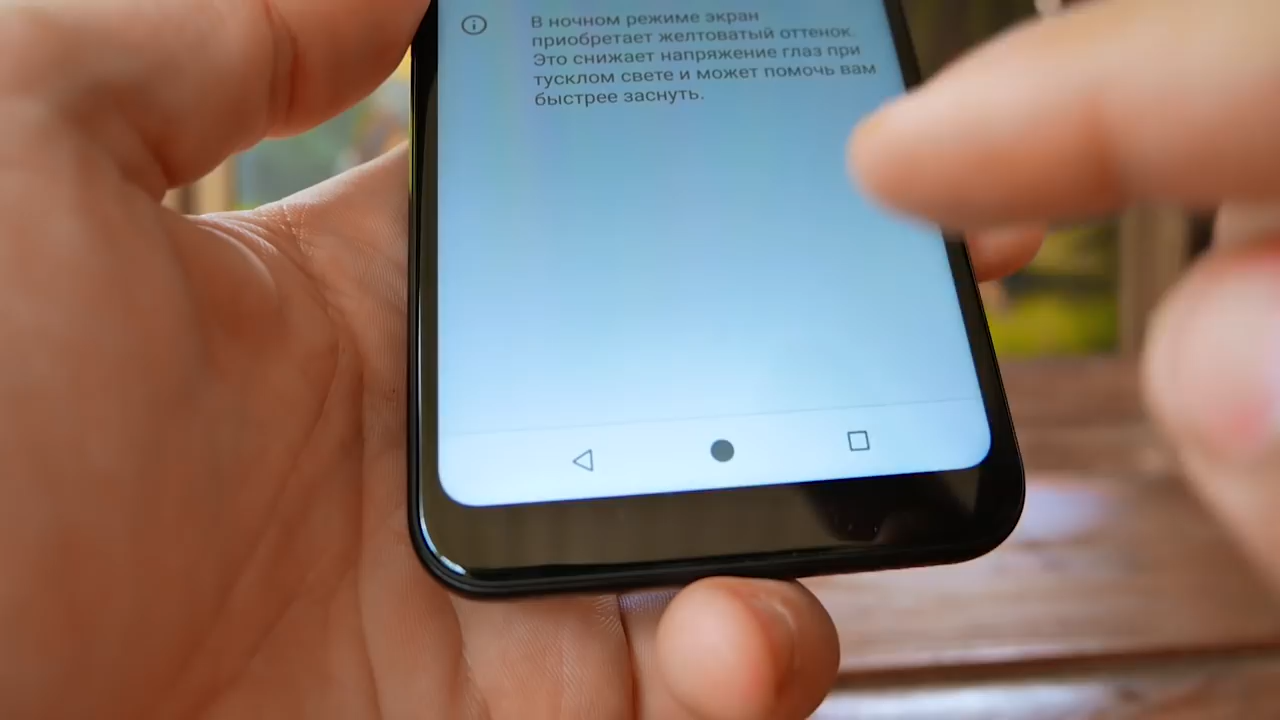 В ночном режиме экран
приобретает желтоватый оттенок.
Это снижает напряжение глаз при
тусклом свете и может помочь вам
быстрее заснуть.